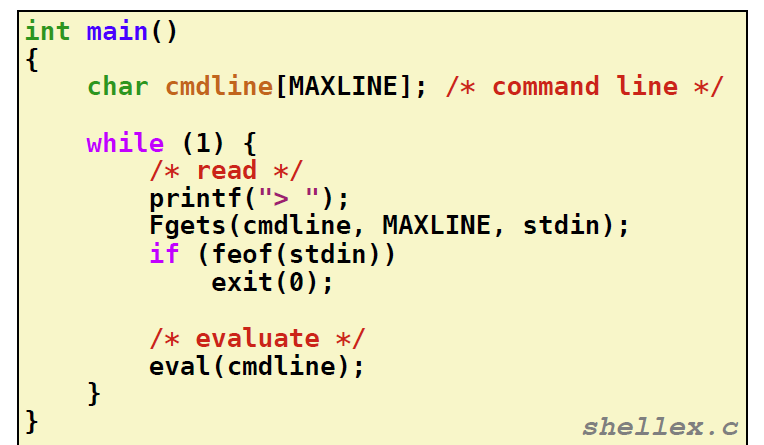 int main()
{
    char cmdline[MAXLINE]; /* command line */

    while (1) {
        /* read */
        printf("> ");
        Fgets(cmdline, MAXLINE, stdin);
        if (feof(stdin))
            exit(0);

        /* evaluate */
        eval(cmdline);
    }
}
shellex.c